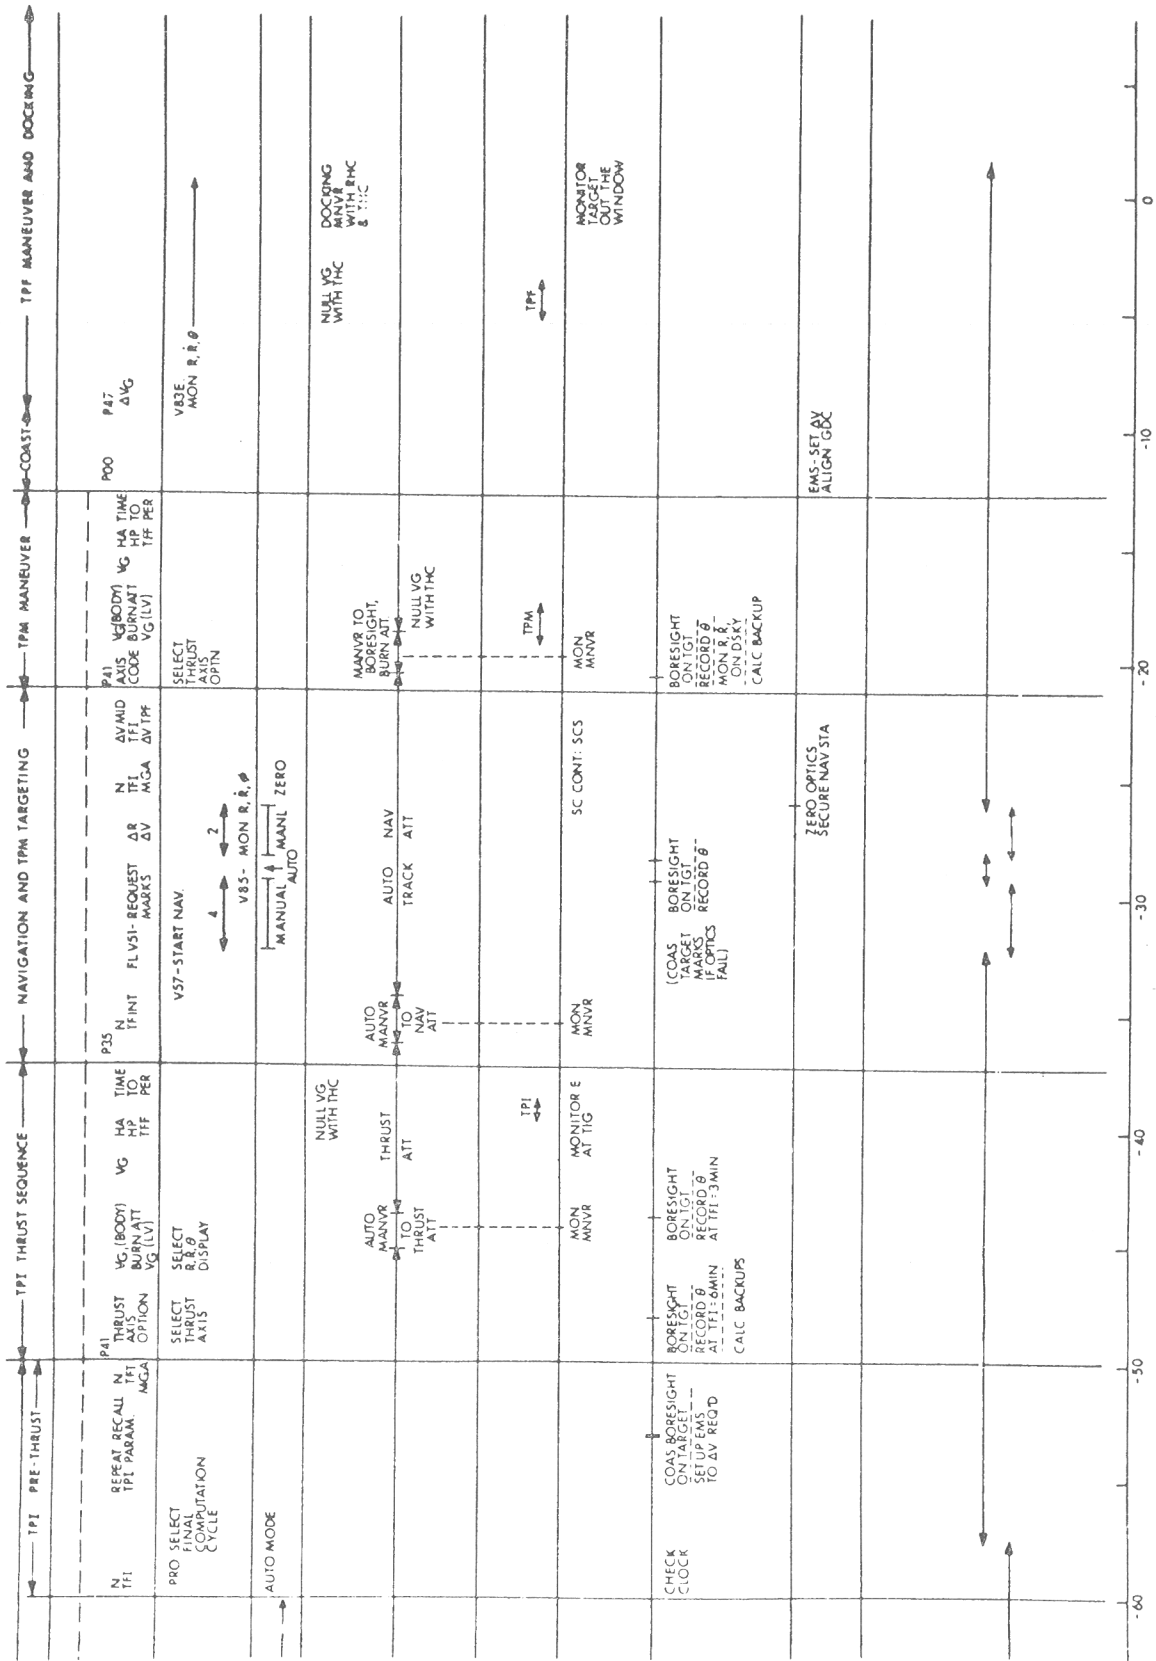 TPI PRE-THRUST
TPI THRUST SEQUENCE
NAVIGATION AND TPM TARGETING
TPM MANEUVER
COAST
TPF MANEUVER AND DOCKING
N
TFI
REPEAT RECALL
TPI PARAM.
N
TFI
MGA
P41
THRUST
AXIS
OPTION
VG,(BODY)
BURN ATT
VG (LV)
VG
HA
HP
TFF
TIME
TO
PER
P35
N
TFINT
FL V51-REQUEST
MARKS
ΔR
ΔV
N
TFI
MGA
ΔVMID
TFI
ΔV TPF
P41
AXIS
CODE
VG(BODY)
BURN ATT
VG (LV)
VG
HA
HP
TFF
TIME
TO
PER
P00
P47
ΔVG
PRO SELECT
FINAL
COMPUTATION
CYCLE
SELECT
THRUST
AXIS
SELECT
R,Ṙ,θ
DISPLAY
V57-START NAV.
4
V85- MON R,Ṙ,ϕ
2
SELECT
THRUST
AXIS
OPTN
V83E
MON R,Ṙ,θ
AUTO MODE
MANUAL
AUTO
MANL
ZERO
AUTO
MANVR
TO
THRUST
ATT
THRUST
ATT
NULL VG
WITH THC
AUTO
MANVR
TO
NAV
ATT
AUTO
TRACK
NAV
ATT
MANVR TO
BORESIGHT,
BURN ATT.
NULL VG
WITH THC
NULL VG
WITH THC
DOCKING
MNVR
WITH RHC
& THC
TPI
TPM
TPF
MON
MNVR
MONITOR E
AT TIG
MON
MNVR
SC CONT: SCS
MON
MNVR
MONITOR
TARGET
OUT THE
WINDOW
CHECK
CLOCK
COAS BORESIGHT
ON TARGET
SET UP EMS
TO ΔV REQ'D
BORESIGHT
ON TGT
RECORD θ
AT TFI=6MIN
CALC BACKUPS
BORESIGHT
ON TGT
RECORD θ
AT TFI=3MIN
(COAS
TARGET
MARKS
IF OPTICS
FAIL)
BORESIGHT
ON TGT
RECORD θ
BORESIGHT
ON TGT
RECORD θ
MON R,Ṙ,
ON DSKY
CALC BACKUP
ZERO OPTICS
SECURE NAV STA
EMS-SET ΔV
ALIGN GDC
-60
-50
-40
-30
-20
-10
0